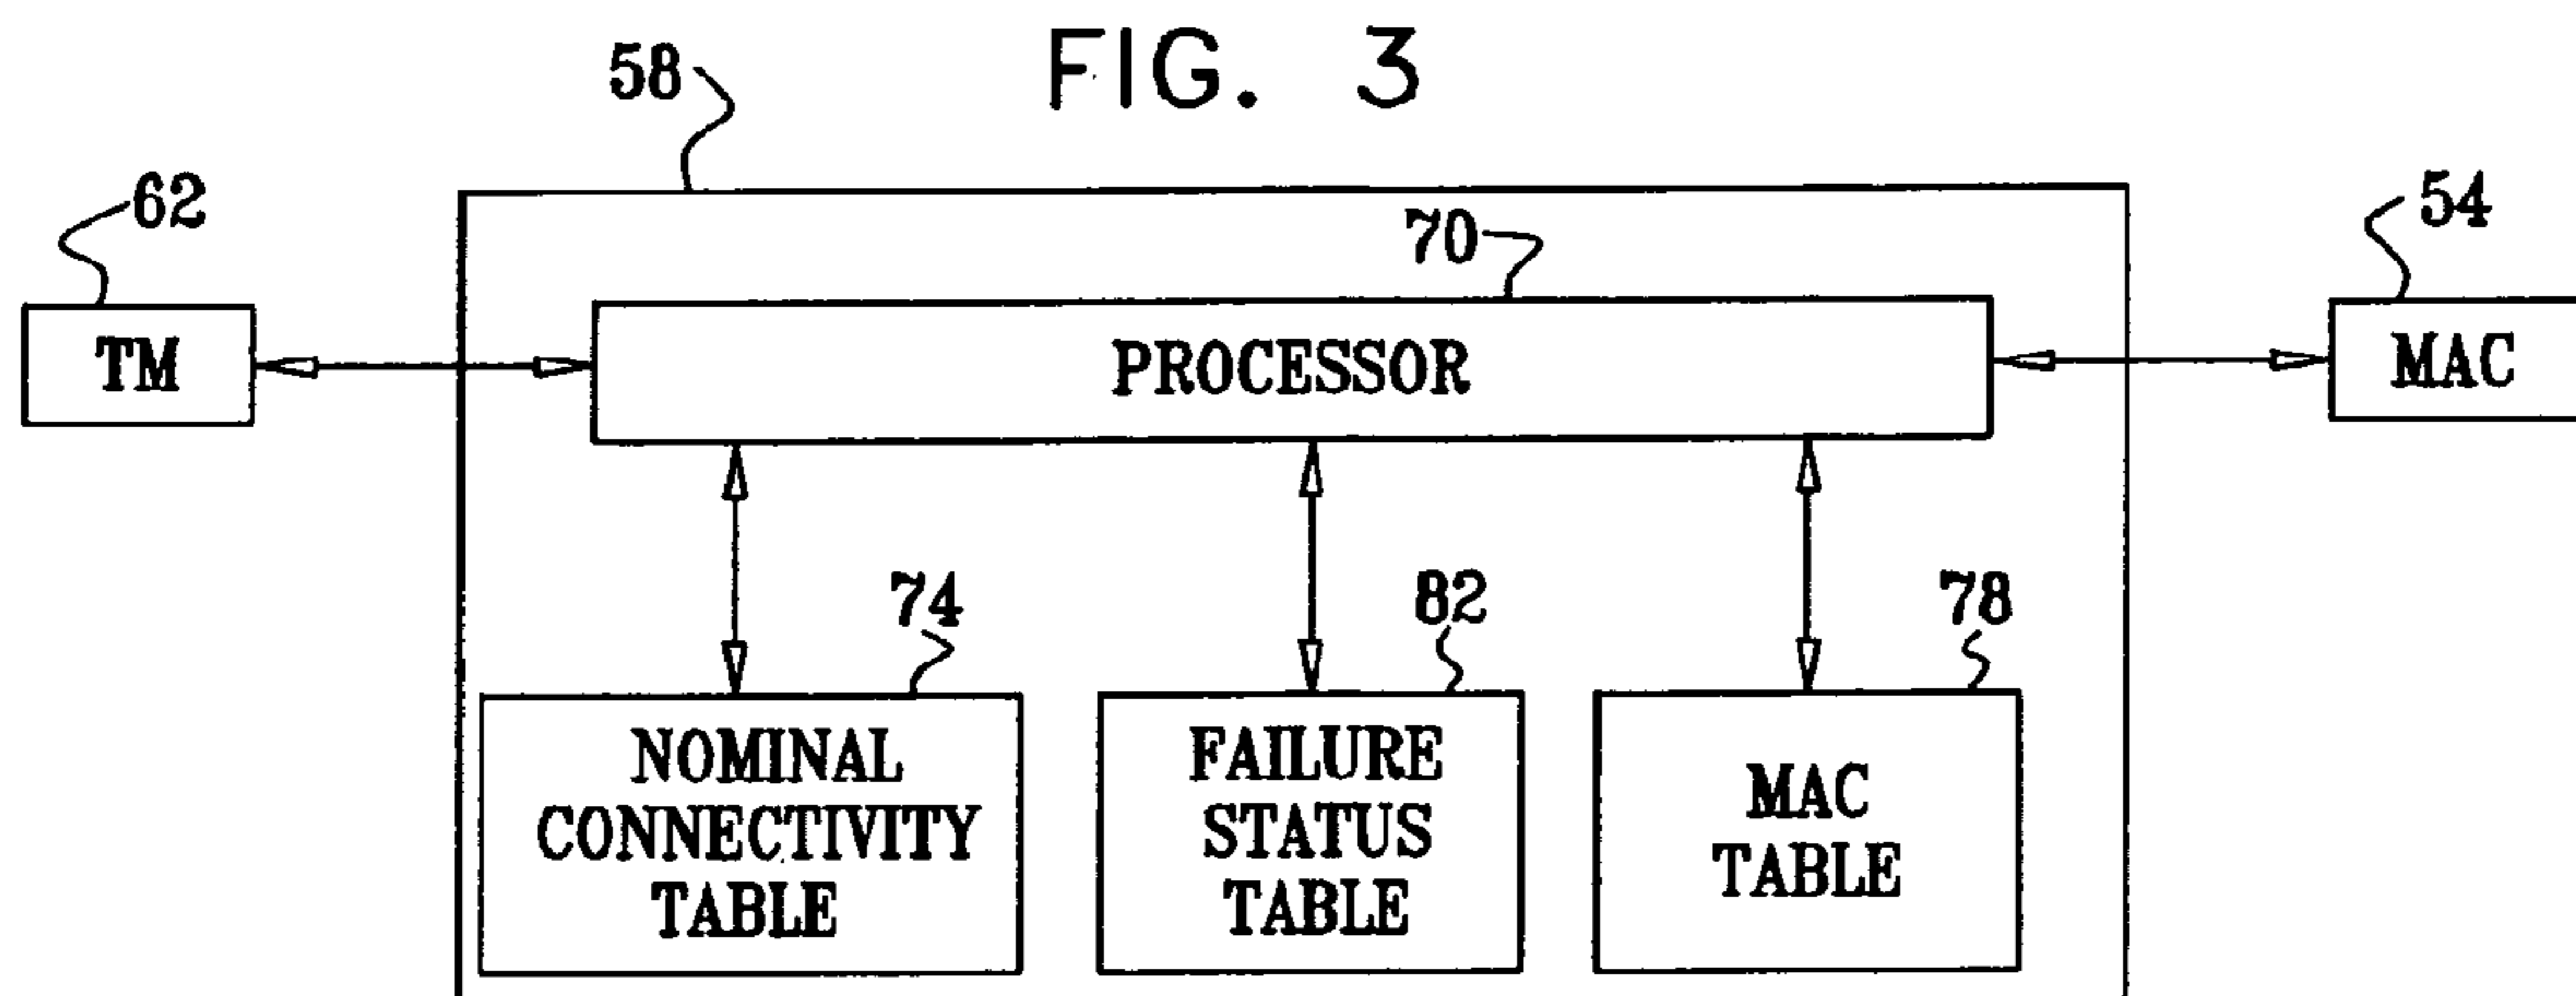 FIG. 3
58
62
70
54
TM
PROCESSOR
MAC
74
82
78
NOMINAL
CONNECTIVITY
TABLE
FAILURE
STATUS
TABLE
MAC
TABLE